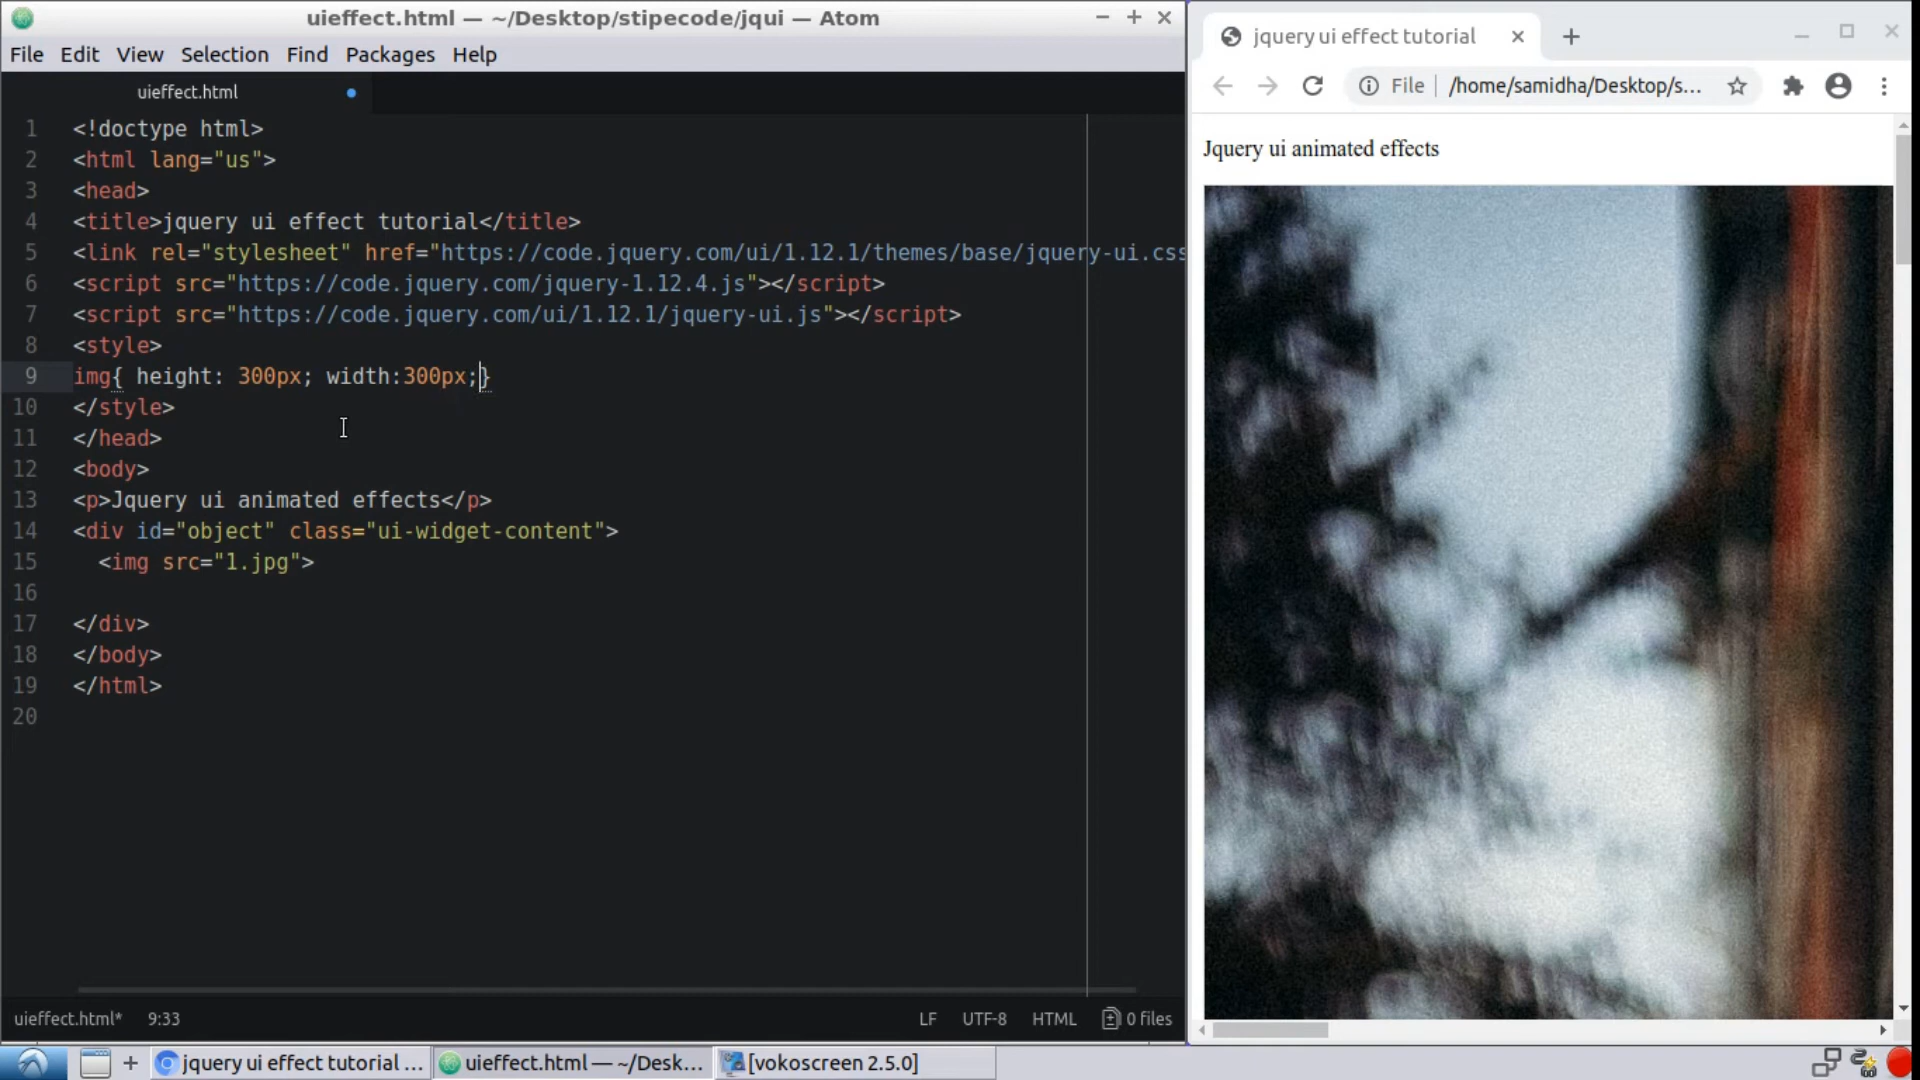 uieffect.html — ~/Desktop/stipecode/jqui — Atom
File Edit View Selection Find Packages Help
uieffect.html
1 <!doctype html>
2 <html lang="us">
3 <head>
4 <title>jquery ui effect tutorial</title>
5 <link rel="stylesheet" href="https://code.jquery.com/ui/1.12.1/themes/base/jquery-ui.css
6 <script src="https://code.jquery.com/jquery-1.12.4.js"></script>
7 <script src="https://code.jquery.com/ui/1.12.1/jquery-ui.js"></script>
8 <style>
9 img{ height: 300px; width:300px;}
10 </style>
11 </head>
12 <body>
13 <p>Jquery ui animated effects</p>
14 <div id="object" class="ui-widget-content">
15 <img src="1.jpg">
16
17 </div>
18 </body>
19 </html>
20
uieffect.html* 9:33 LF UTF-8 HTML 0 files
jquery ui effect tutorial
File /home/samidha/Desktop/s...
Jquery ui animated effects
jquery ui effect tutorial ... uieffect.html — ~/Desk... [vokoscreen 2.5.0]